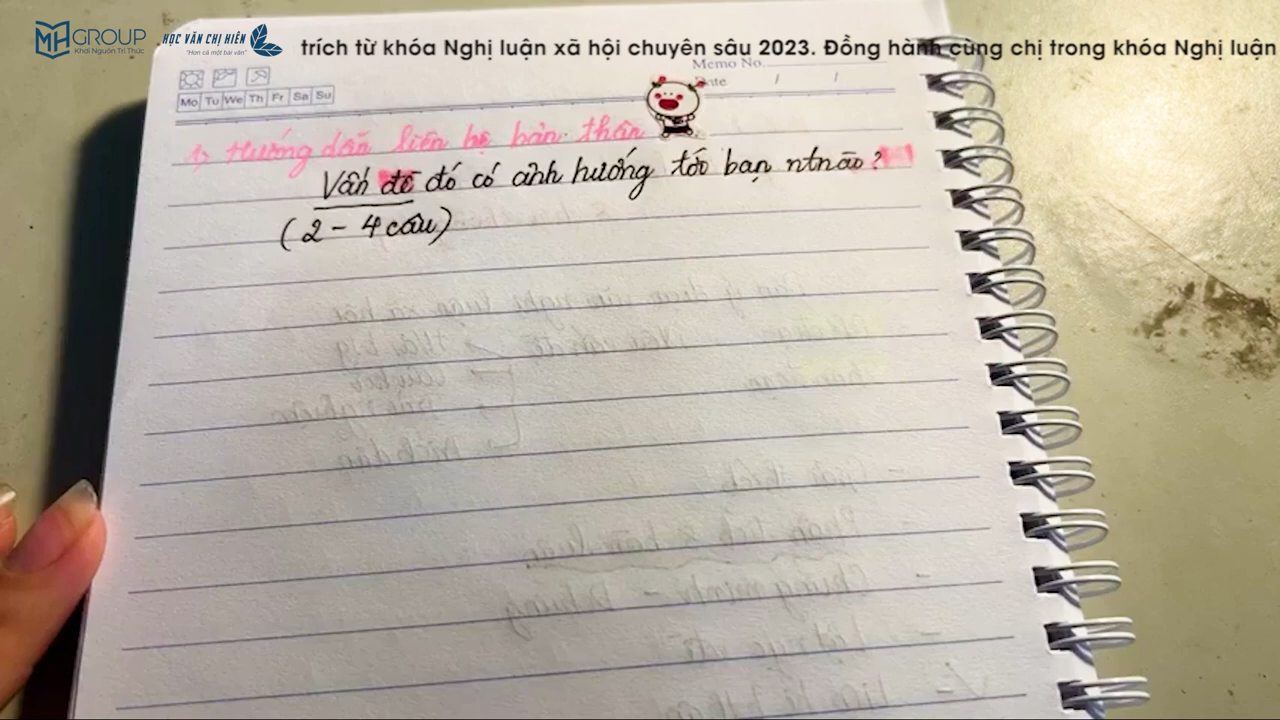 MH GROUP
Khơi Nguồn Tri Thức
HỌC VĂN CHỊ HIÊN
"Hơn cả một bài văn"
trích từ khóa Nghị luận xã hội chuyên sâu 2023. Đồng hành cùng chị trong khóa Nghị luận
Memo No.
Date / /
Mo Tu We Th Fr Sa Su
1, Hướng dẫn liên hệ bản thân
Vấn đề đó có ảnh hưởng tới bạn ntnào?
(2 - 4 câu)